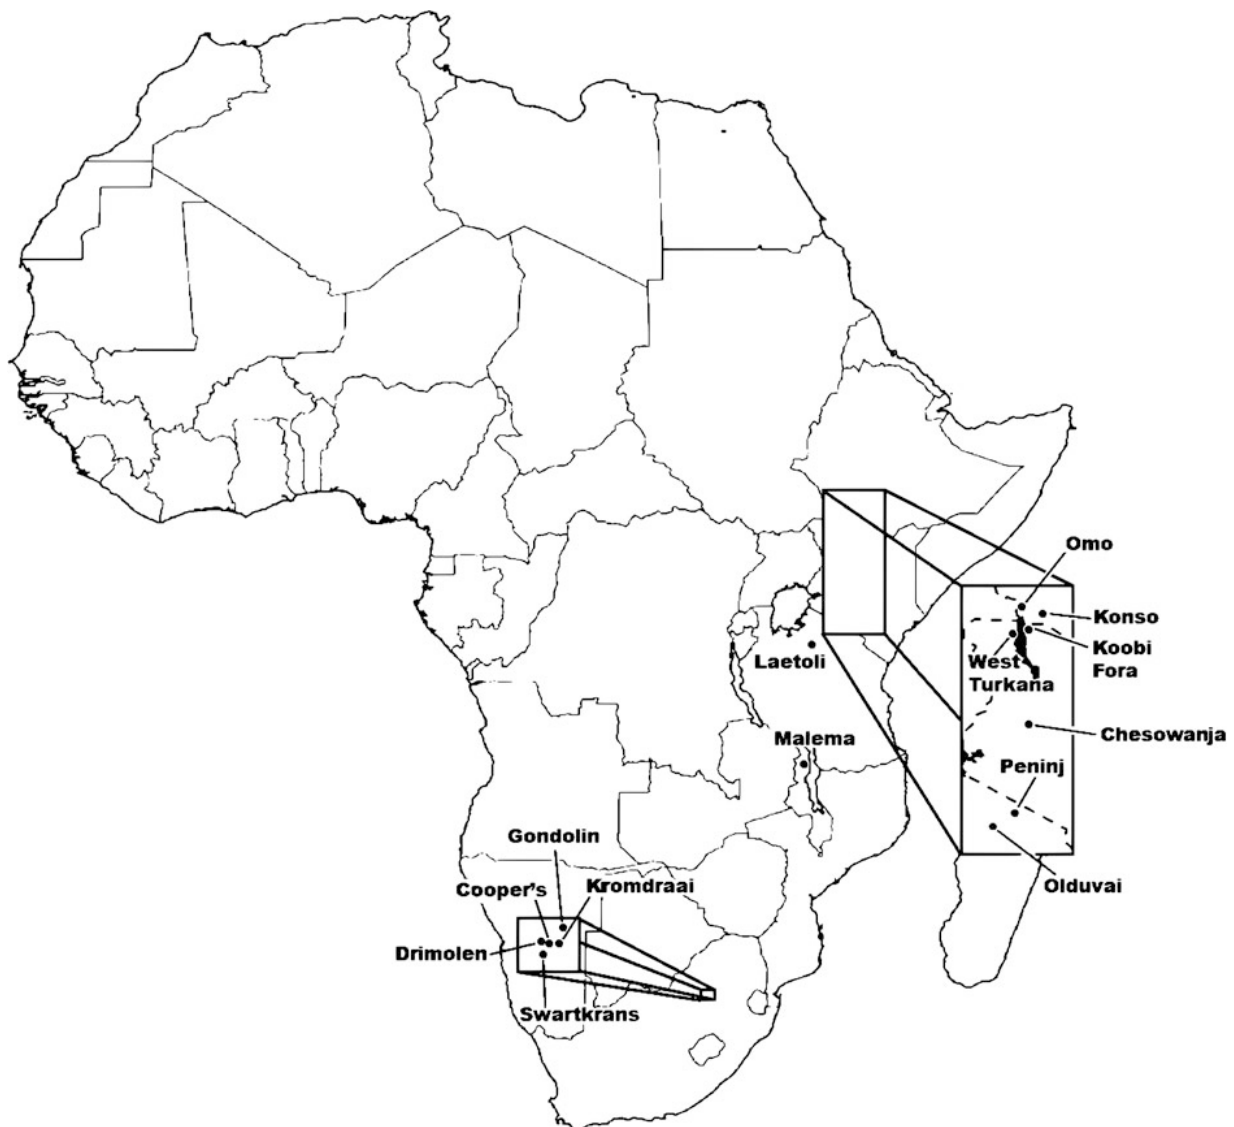 Omo
Konso
Koobi
Fora
West
Turkana
Laetoli
Chesowanja
Malema
Peninj
Gondolin
Olduvai
Cooper's
Kromdraai
Drimolen
Swartkrans